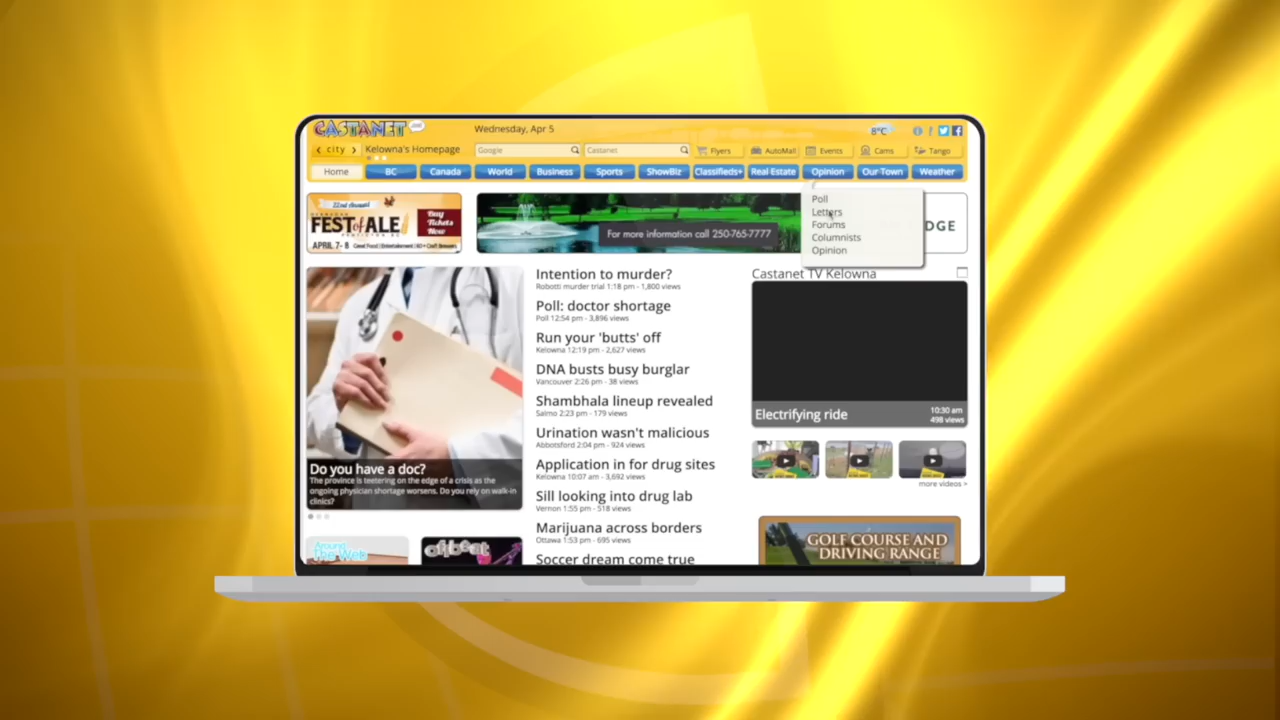 CASTANET
Wednesday, Apr 5
8°C
< city >
Kelowna's Homepage
Google
Castanet
Flyers
AutoMall
Events
Cams
Tango
Home
BC
Canada
World
Business
Sports
ShowBiz
Classifieds+
Real Estate
Opinion
Our Town
Weather
Poll
Letters
Forums
Columnists
Opinion
22nd Annual
FEST of ALE
Buy
Tickets
Now
APRIL 7-8
For more information call 250-765-7777
DGE
Do you have a doc?
The province is teetering on the edge of a crisis as the
ongoing physician shortage worsens. Do you rely on walk-in
clinics?
Around
The Web
offbeat
Intention to murder?
Robotti murder trial 1:18 pm - 1,800 views
Poll: doctor shortage
Poll 12:54 pm - 3,896 views
Run your 'butts' off
Kelowna 12:19 pm - 2,627 views
DNA busts busy burglar
Vancouver 2:26 pm - 38 views
Shambhala lineup revealed
Salmo 2:23 pm - 179 views
Urination wasn't malicious
Abbotsford 2:04 pm - 924 views
Application in for drug sites
Kelowna 10:07 am - 3,692 views
Sill looking into drug lab
Vernon 1:55 pm - 518 views
Marijuana across borders
Ottawa 1:53 pm - 695 views
Soccer dream come true
Castanet TV Kelowna
Electrifying ride
10:30 am
498 views
more videos >
GOLF COURSE AND
DRIVING RANGE